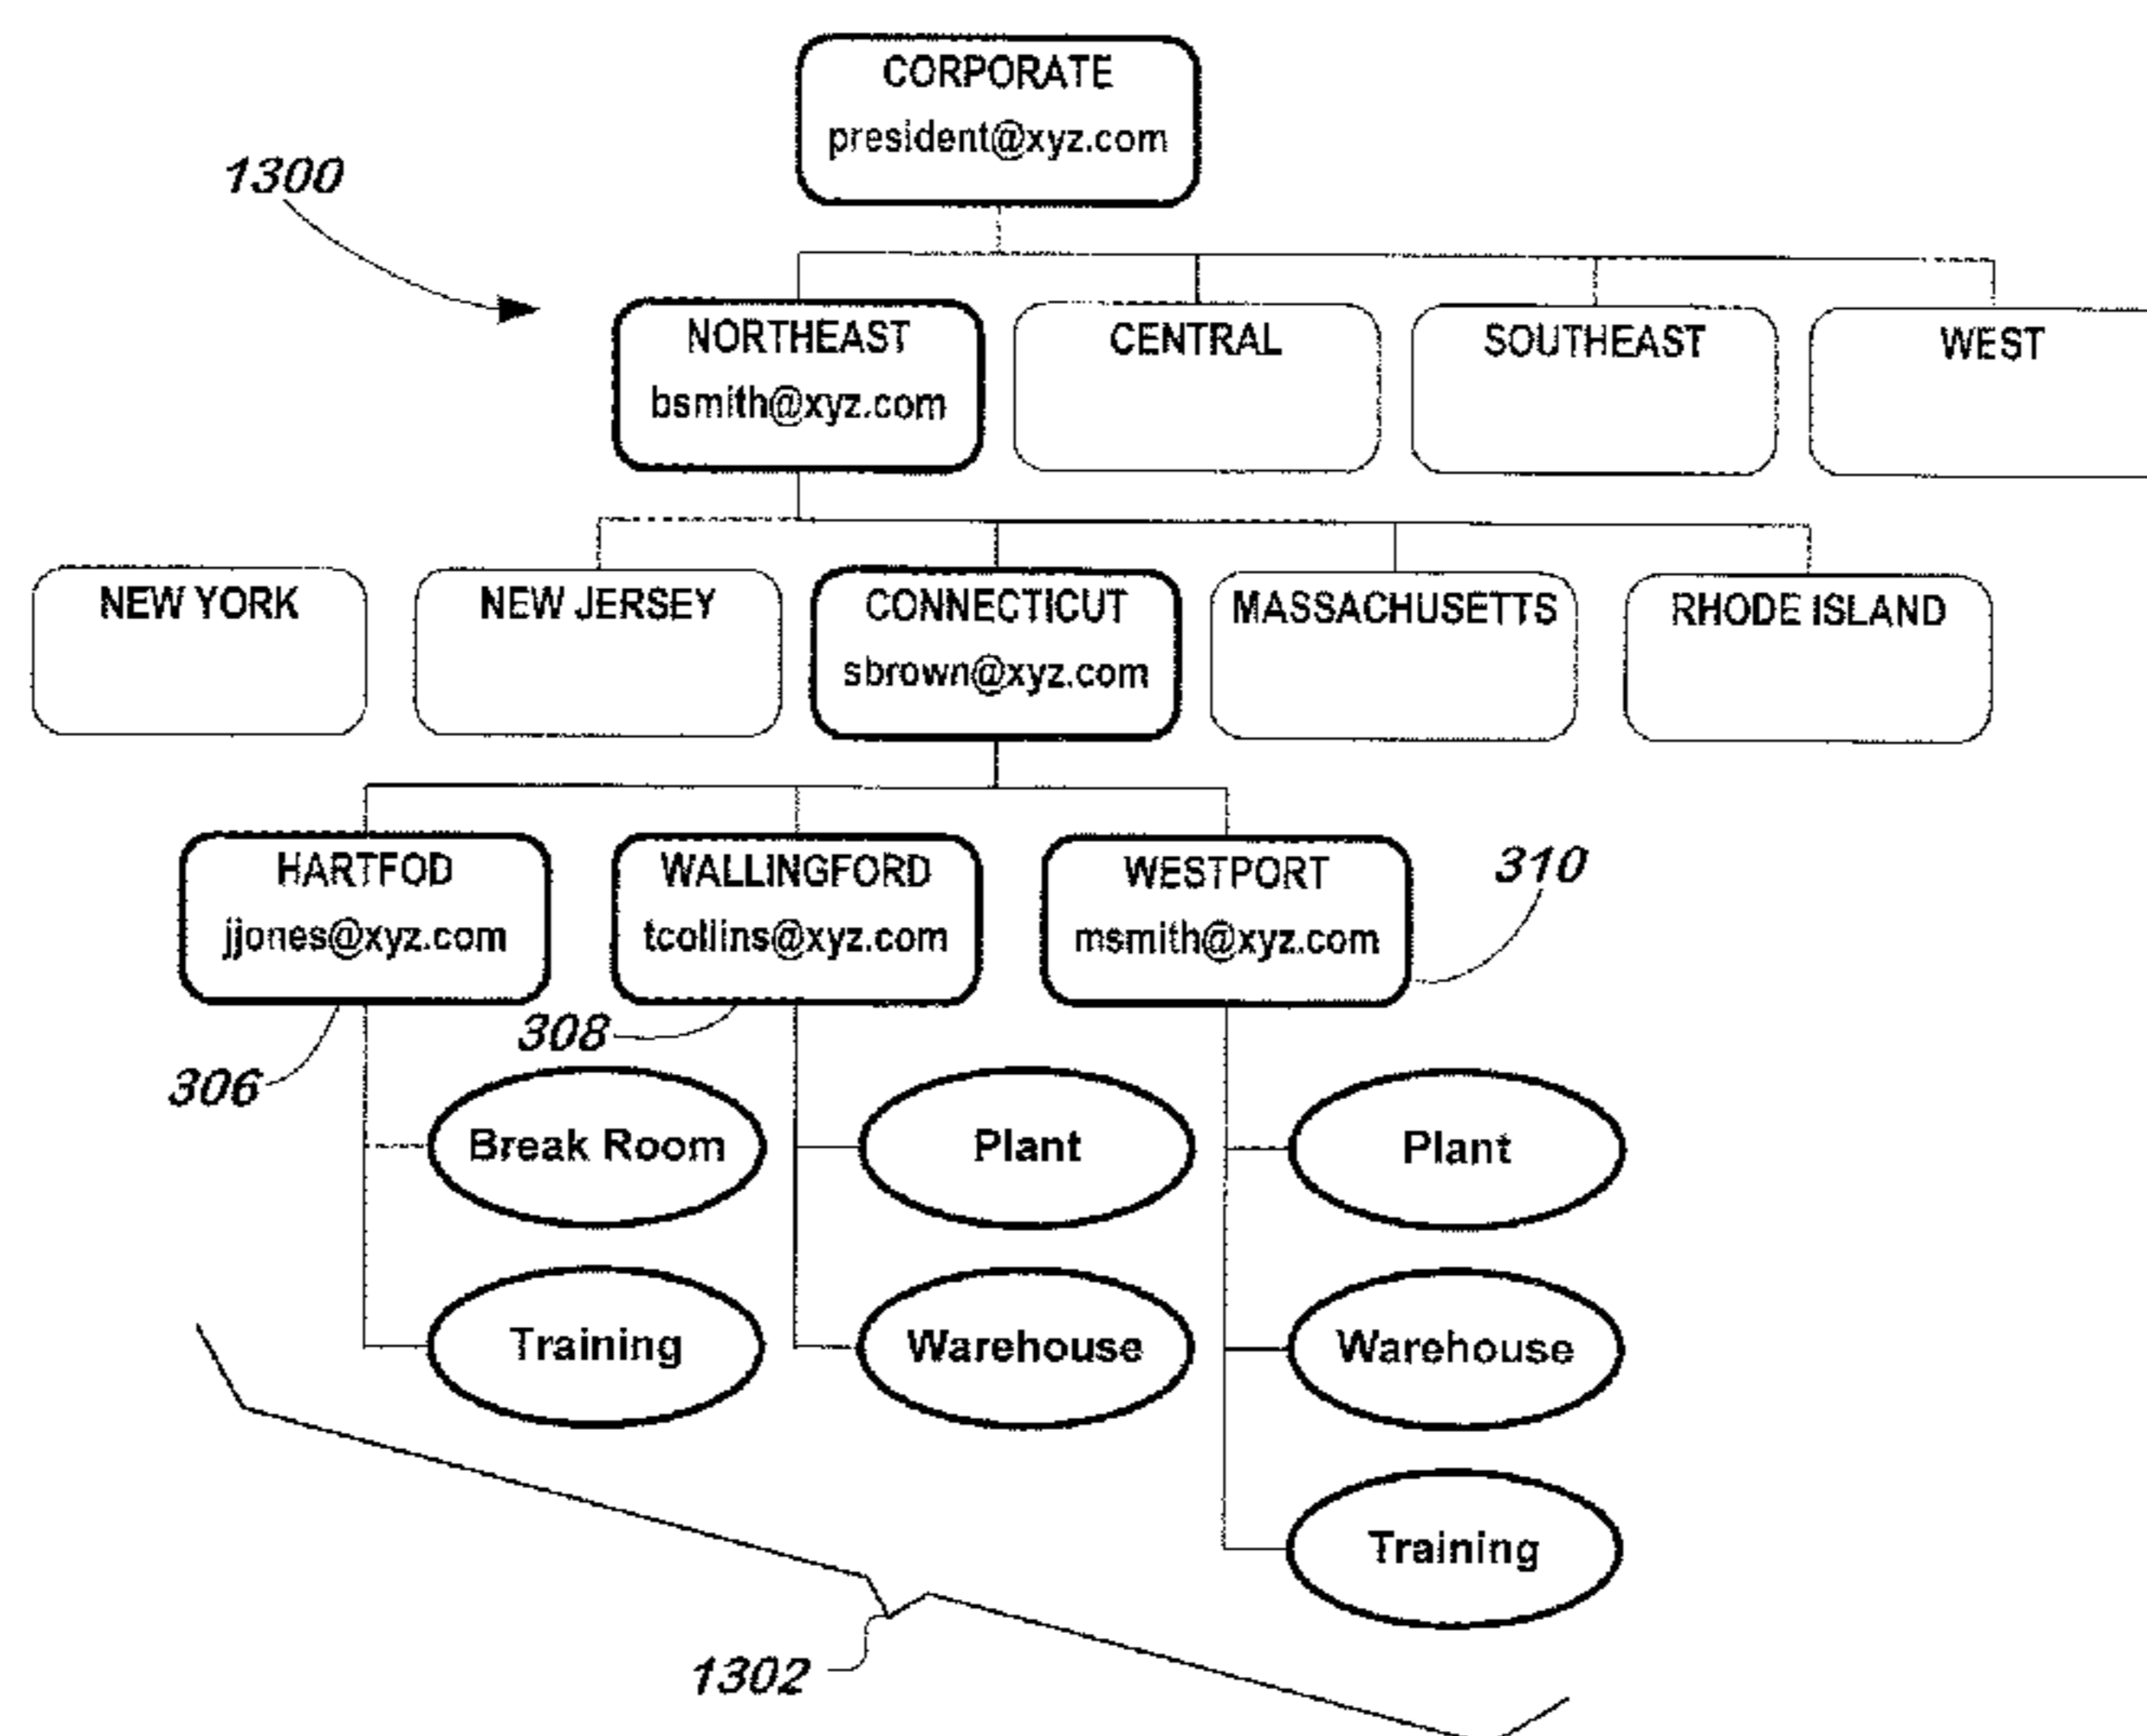 CORPORATE
president@xyz.com
1300
NORTHEAST
bsmith@xyz.com
CENTRAL
SOUTHEAST
WEST
NEW YORK
NEW JERSEY
CONNECTICUT
sbrown@xyz.com
MASSACHUSETTS
RHODE ISLAND
HARTFOD
jjones@xyz.com
WALLINGFORD
tcollins@xyz.com
WESTPORT
msmith@xyz.com
310
308
306
Break Room
Plant
Plant
Training
Warehouse
Warehouse
Training
1302